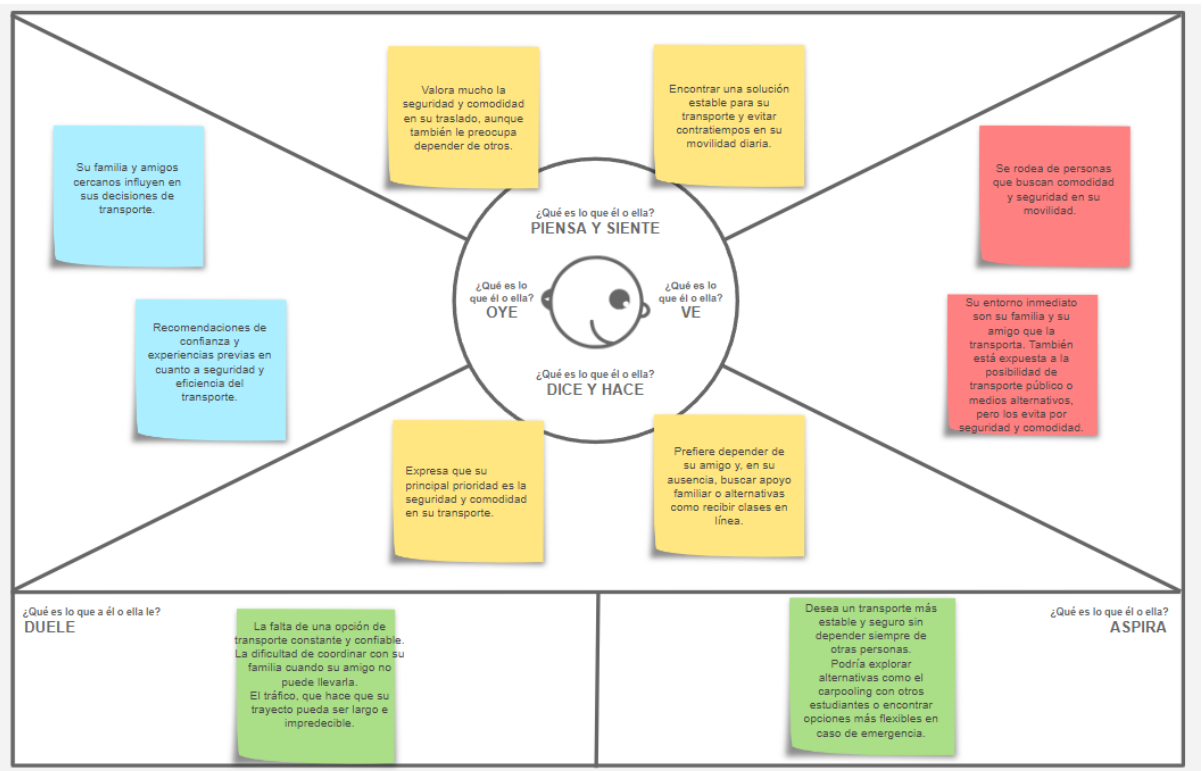 Valora mucho la
seguridad y comodidad
en su traslado, aunque
también le preocupa
depender de otros.
Encontrar una solución
estable para su
transporte y evitar
contratiempos en su
movilidad diaria.
Su familia y amigos
cercanos influyen en
sus decisiones de
transporte.
Se rodea de personas
que buscan comodidad
y seguridad en su
movilidad.
¿Qué es lo que él o ella?
PIENSA Y SIENTE
¿Qué es lo
que él o ella?
OYE
¿Qué es lo
que él o ella?
VE
¿Qué es lo que él o ella?
DICE Y HACE
Recomendaciones de
confianza y
experiencias previas en
cuanto a seguridad y
eficiencia del
transporte.
Su entorno inmediato
son su familia y su
amigo que la
transporta. También
está expuesta a la
posibilidad de
transporte público o
medios alternativos,
pero los evita por
seguridad y comodidad.
Expresa que su
principal prioridad es la
seguridad y comodidad
en su transporte.
Prefiere depender de
su amigo y, en su
ausencia, buscar apoyo
familiar o alternativas
como recibir clases en
línea.
¿Qué es lo que a él o ella le?
DUELE
La falta de una opción de
transporte constante y confiable.
La dificultad de coordinar con su
familia cuando su amigo no
puede llevarla.
El tráfico, que hace que su
trayecto pueda ser largo e
impredecible.
Desea un transporte más
estable y seguro sin
depender siempre de
otras personas.
Podría explorar
alternativas como el
carpooling con otros
estudiantes o encontrar
opciones más flexibles en
caso de emergencia.
¿Qué es lo que él o ella?
ASPIRA